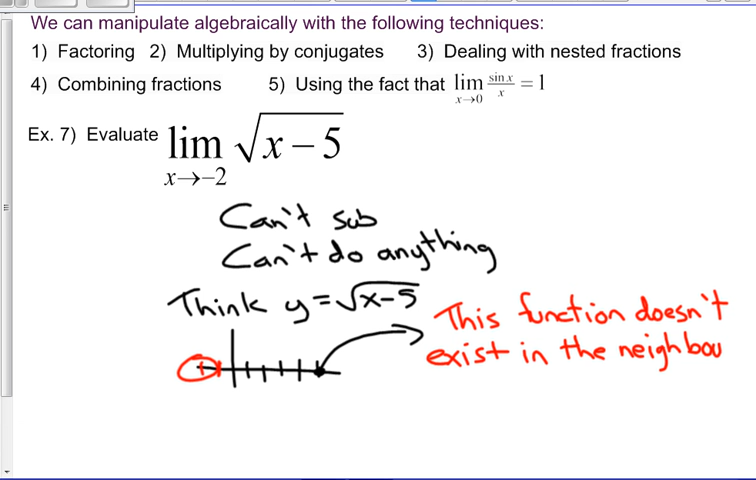 We can manipulate algebraically with the following techniques:
1) Factoring 2) Multiplying by conjugates 3) Dealing with nested fractions
4) Combining fractions 5) Using the fact that lim x→0 sin x / x = 1
Ex. 7) Evaluate lim x→-2 √(x - 5)
Can't sub
Can't do anything
Think y = √(x-5)
This function doesn't
exist in the neighbou